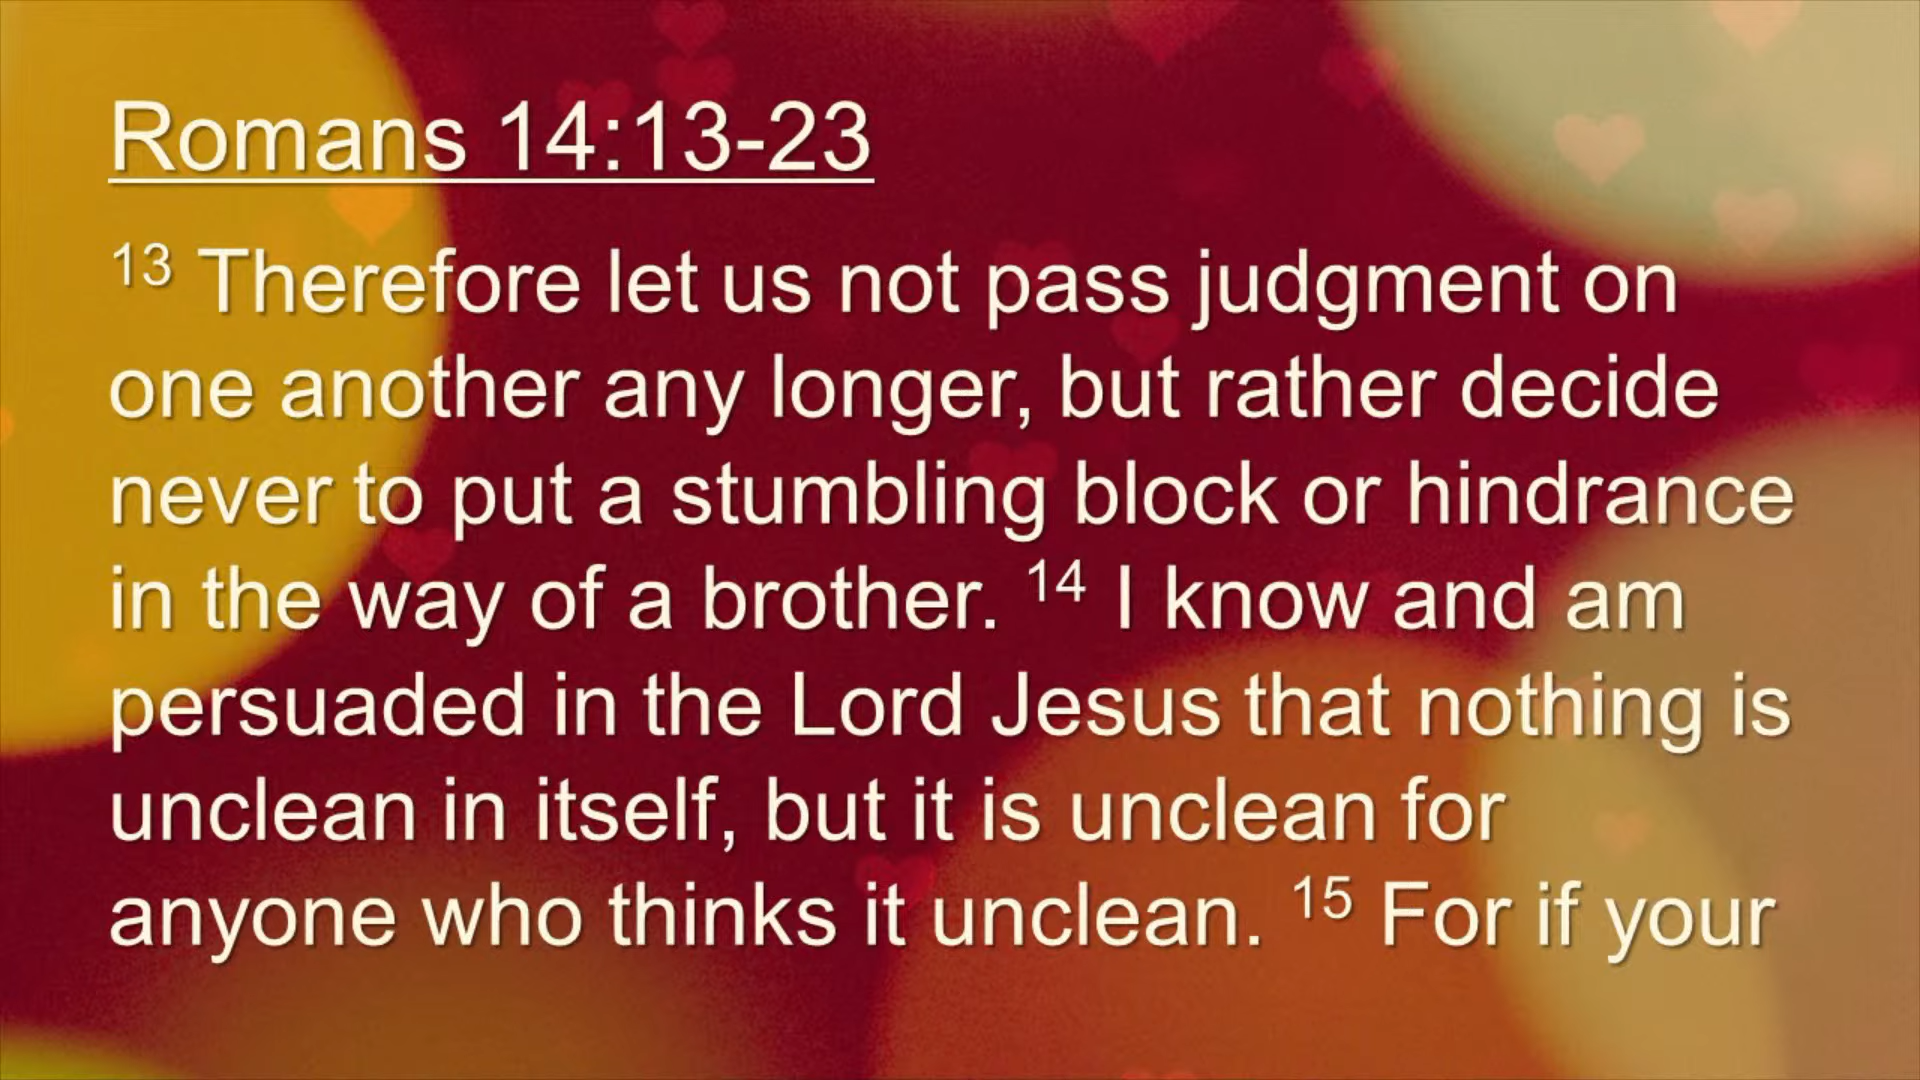 Romans 14:13-23
13 Therefore let us not pass judgment on
one another any longer, but rather decide
never to put a stumbling block or hindrance
in the way of a brother. 14 I know and am
persuaded in the Lord Jesus that nothing is
unclean in itself, but it is unclean for
anyone who thinks it unclean. 15 For if your